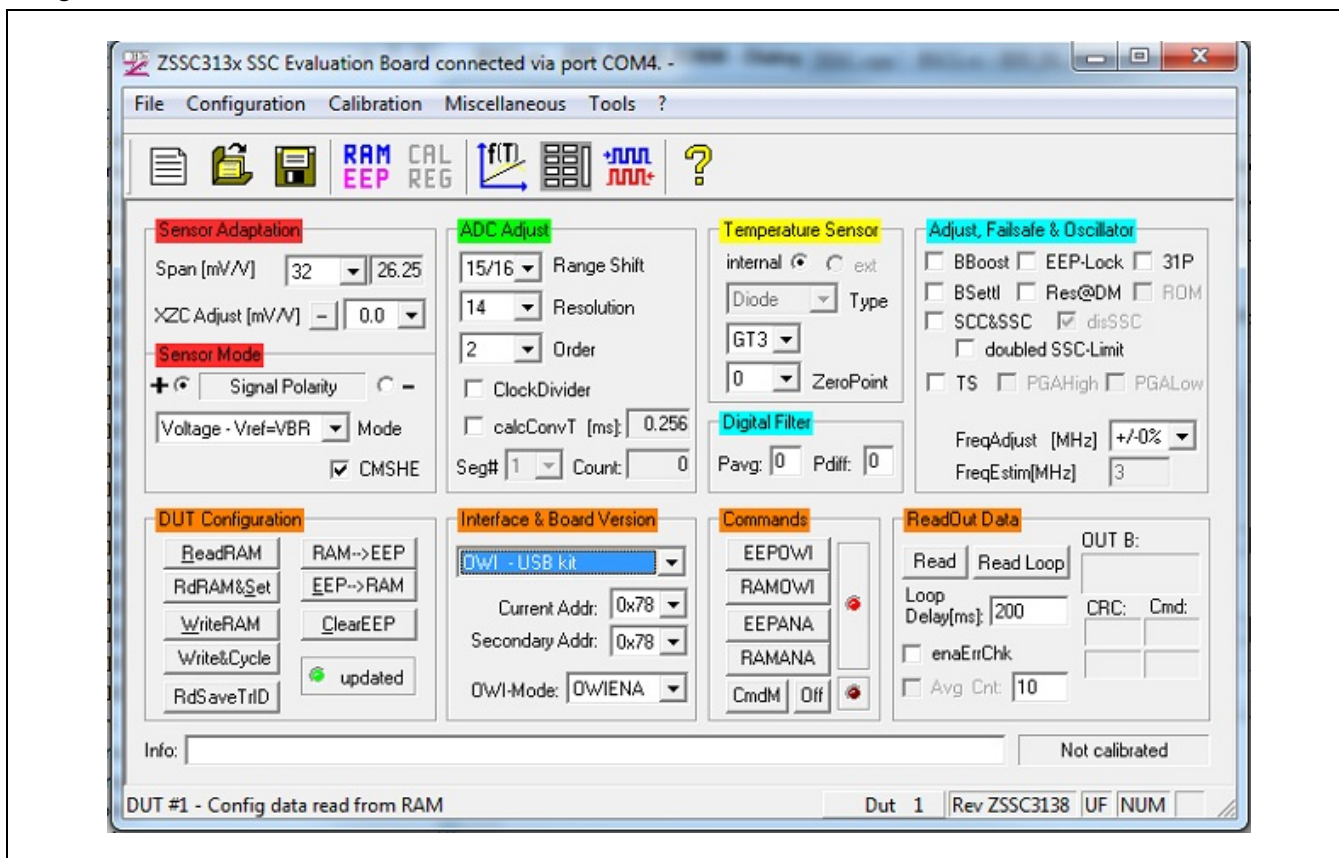 ZSSC313x SSC Evaluation Board connected via port COM4. -
File Configuration Calibration Miscellaneous Tools ?
RAM EEP CAL REG f(T) ?
Sensor Adaptation
Span [mV/V] 32 26.25
XZC Adjust [mV/V] - 0.0
Sensor Mode
+ Signal Polarity -
Voltage - Vref=VBR Mode
CMSHE
ADC Adjust
15/16 Range Shift
14 Resolution
2 Order
ClockDivider
calcConvT [ms]: 0.256
Seg# 1 Count: 0
Temperature Sensor
internal ext
Diode Type
GT3
0 ZeroPoint
Digital Filter
Pavg: 0 Pdiff: 0
Adjust, Failsafe & Oscillator
BBoost EEP-Lock 31P
BSettl Res@DM ROM
SCC&SSC disSSC
doubled SSC-Limit
TS PGAHigh PGALow
FreqAdjust [MHz] +/-0%
FreqEstim[MHz] 3
DUT Configuration
ReadRAM RAM-->EEP
RdRAM&Set EEP-->RAM
WriteRAM ClearEEP
Write&Cycle
updated
RdSaveTrID
Interface & Board Version
OWI - USB kit
Current Addr: 0x78
Secondary Addr: 0x78
OWI-Mode: OWIENA
Commands
EEPOWI
RAMOWI
EEPANA
RAMANA
CmdM Off
ReadOut Data
OUT B:
Read Read Loop
Loop
Delay[ms]: 200 CRC: Cmd:
enaErrChk
Avg Cnt: 10
Info: Not calibrated
DUT #1 - Config data read from RAM Dut 1 Rev ZSSC3138 UF NUM